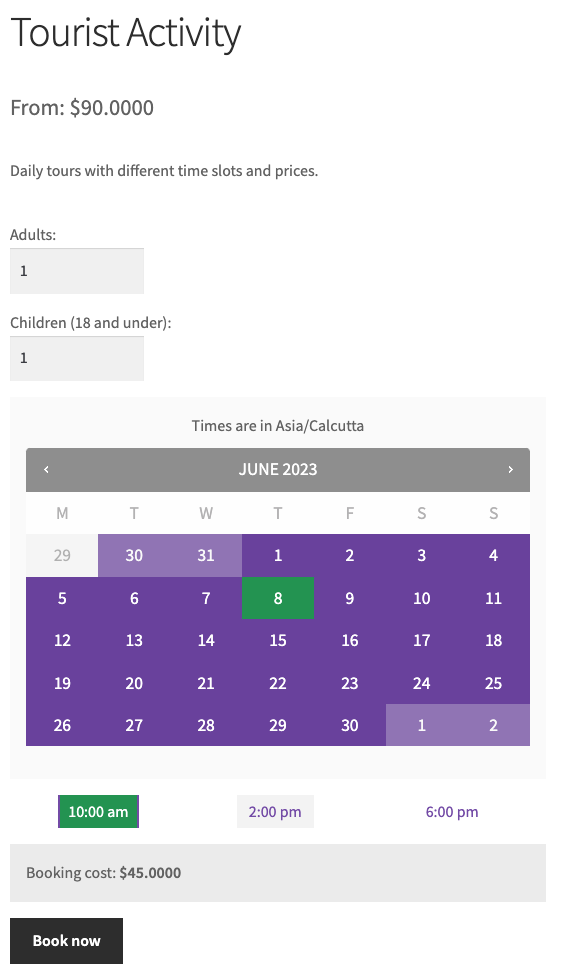 Tourist Activity
From: $90.0000
Daily tours with different time slots and prices.
Adults:
1
Children (18 and under):
1
Times are in Asia/Calcutta
‹ JUNE 2023 ›
M T W T F S S
29 30 31 1 2 3 4
5 6 7 8 9 10 11
12 13 14 15 16 17 18
19 20 21 22 23 24 25
26 27 28 29 30 1 2
10:00 am 2:00 pm 6:00 pm
Booking cost: $45.0000
Book now